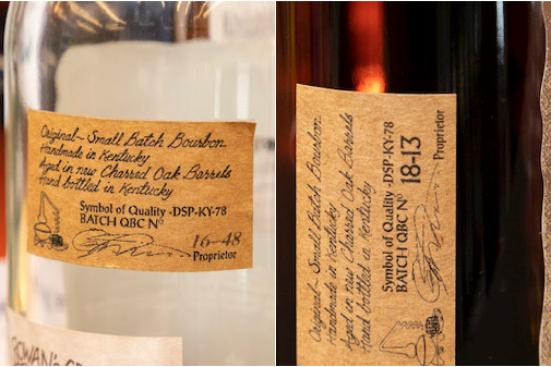 Original~Small Batch Bourbon
Handmade in Kentucky
Aged in new Charred Oak Barrels
Hand bottled in Kentucky
Symbol of Quality -DSP-KY-78
BATCH QBC Nº
16-48
Proprietor
ROWAN'S
Original~Small Batch Bourbon
Handmade in Kentucky
Aged in new Charred Oak Barrels
Hand bottled in Kentucky
Symbol of Quality -DSP-KY-78
BATCH QBC Nº 18-13
Proprietor